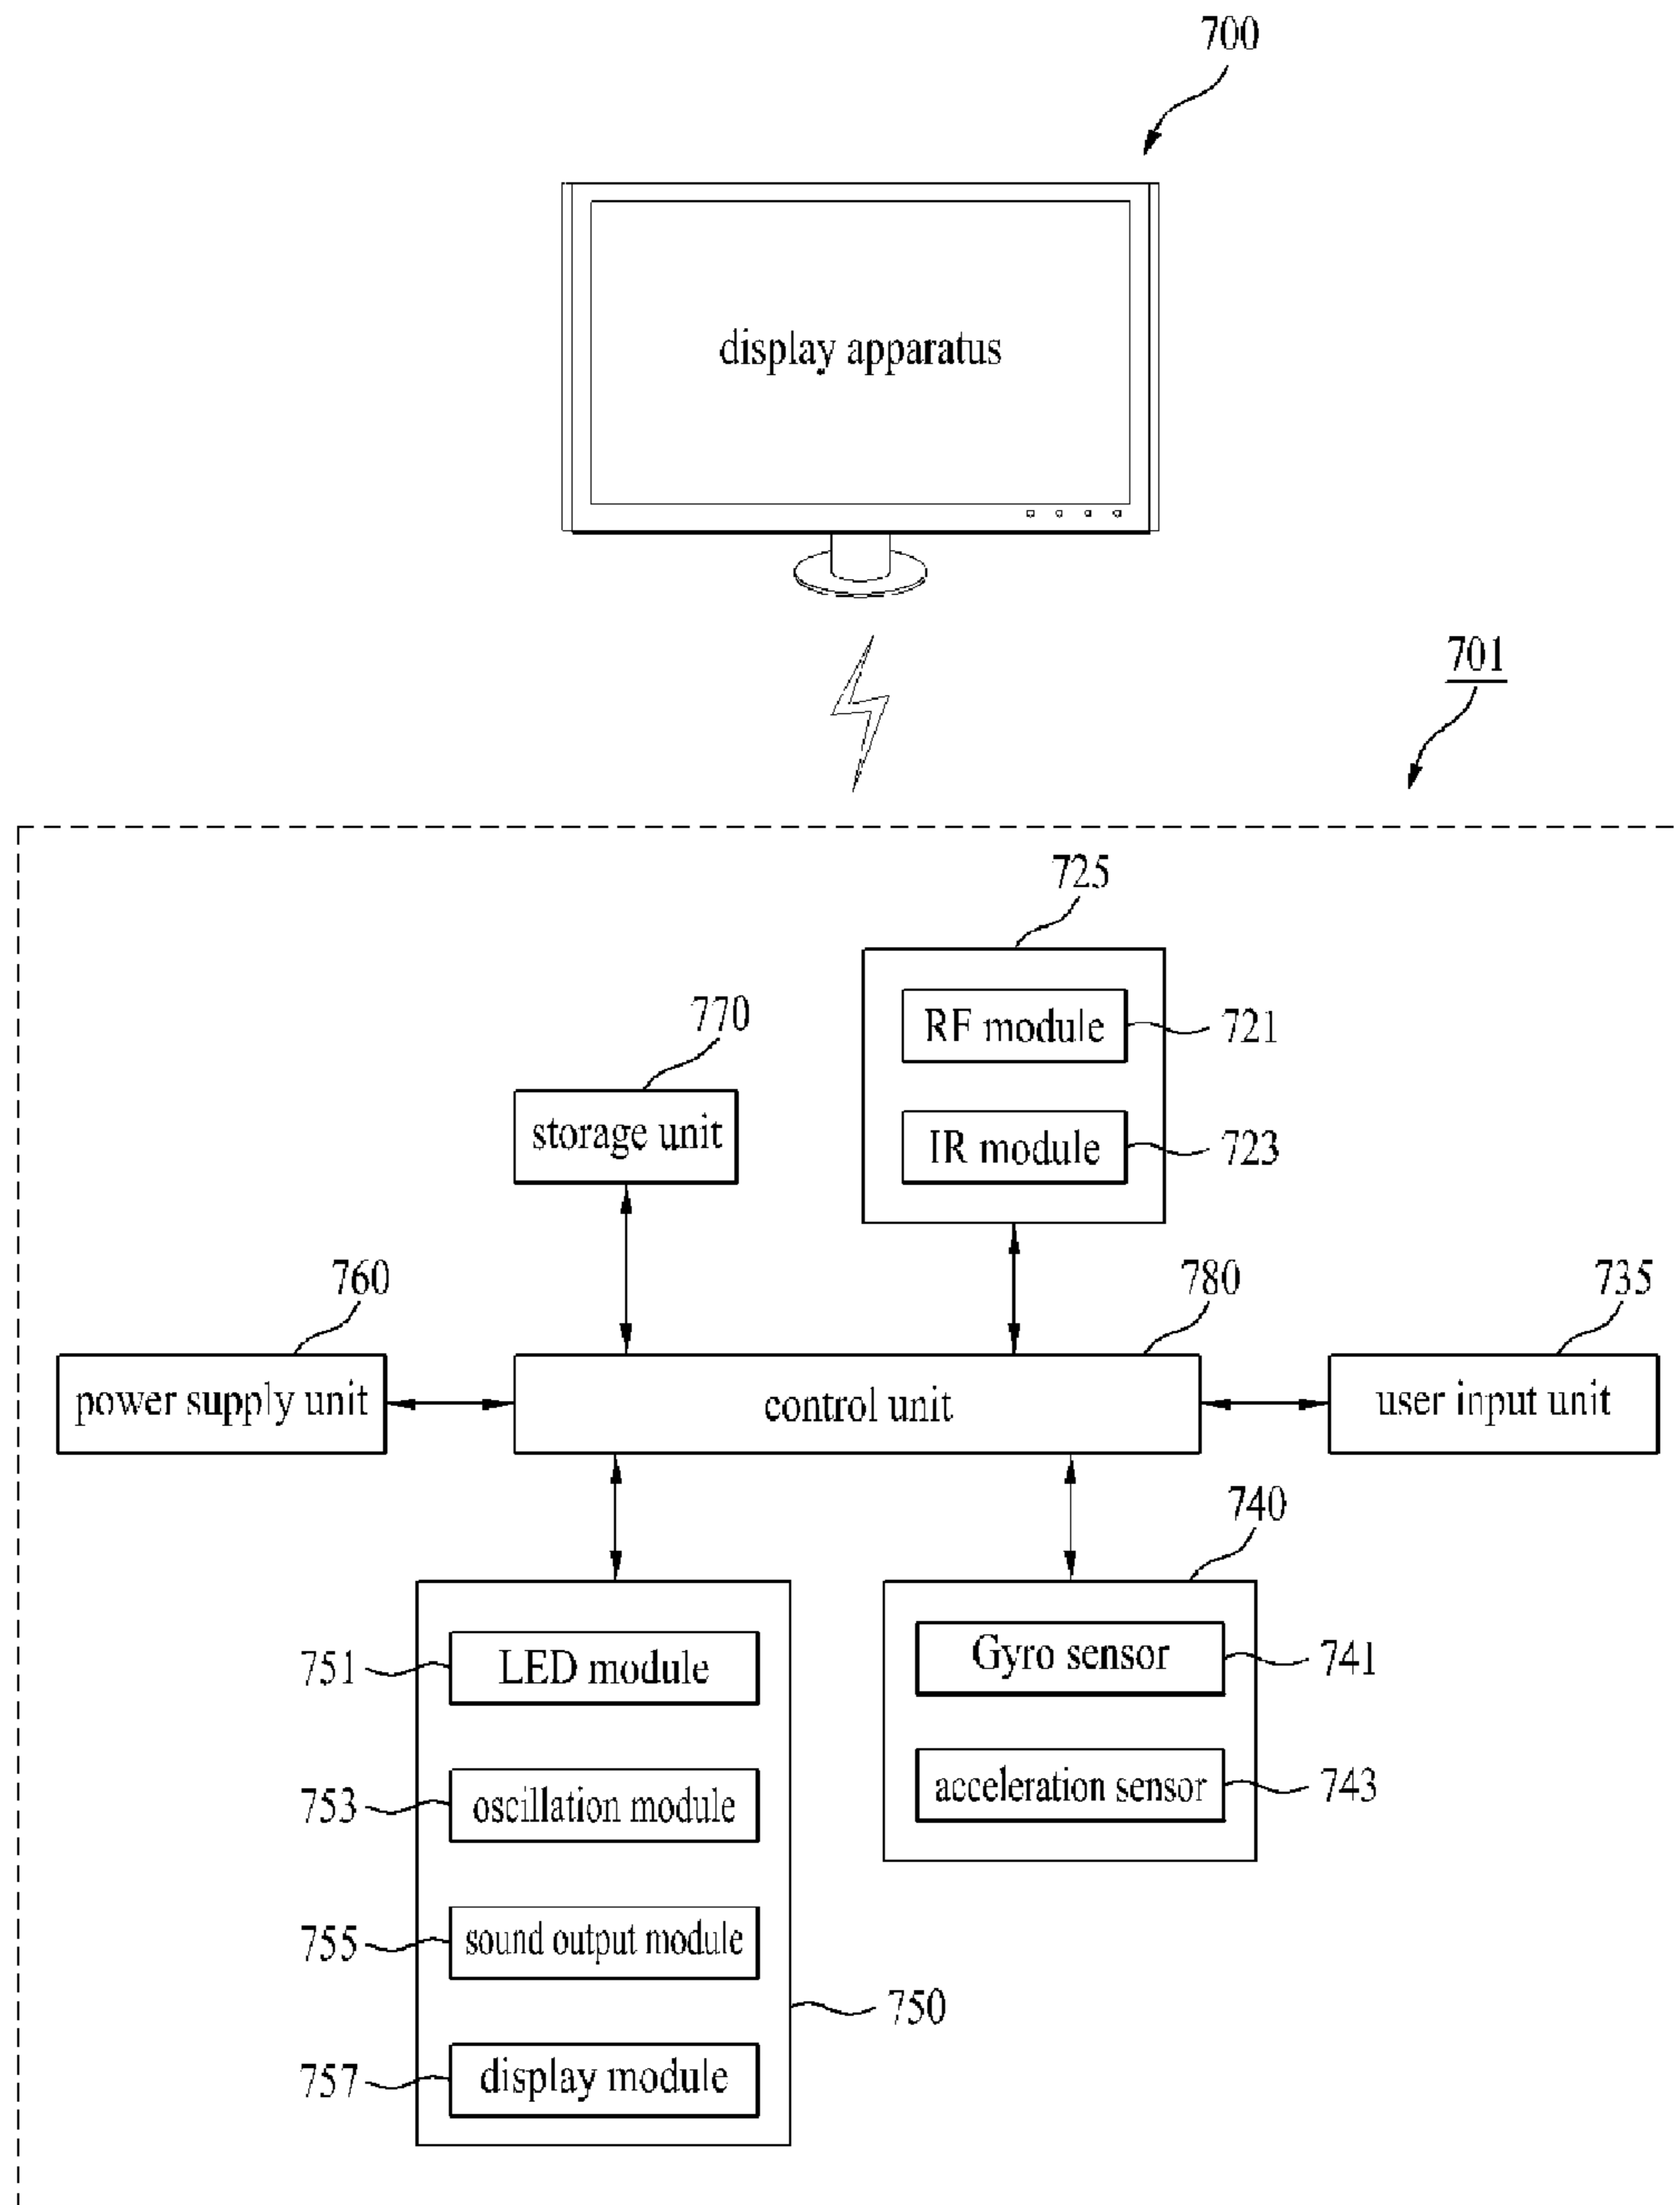 700
display apparatus
701
725
RF module
721
770
storage unit
IR module
723
760
780
735
power supply unit
control unit
user input unit
740
751
LED module
Gyro sensor
741
753
oscillation module
acceleration sensor
743
755
sound output module
750
757
display module